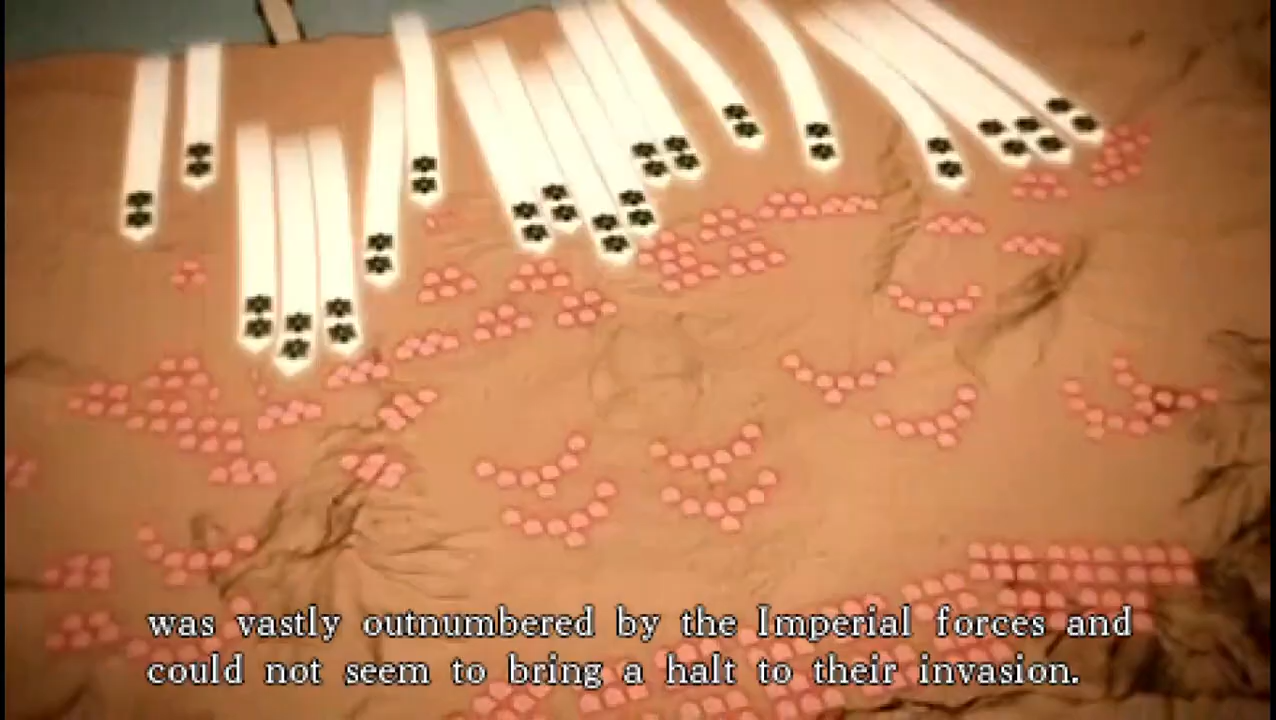 was vastly outnumbered by the Imperial forces and
could not seem to bring a halt to their invasion.